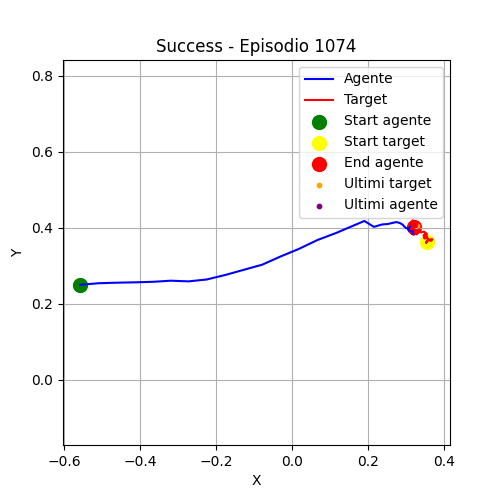 Success - Episodio 1074
0.8
0.6
0.4
0.2
0.0
Y
−0.6
−0.4
−0.2
0.0
0.2
0.4
X
Agente
Target
Start agente
Start target
End agente
Ultimi target
Ultimi agente